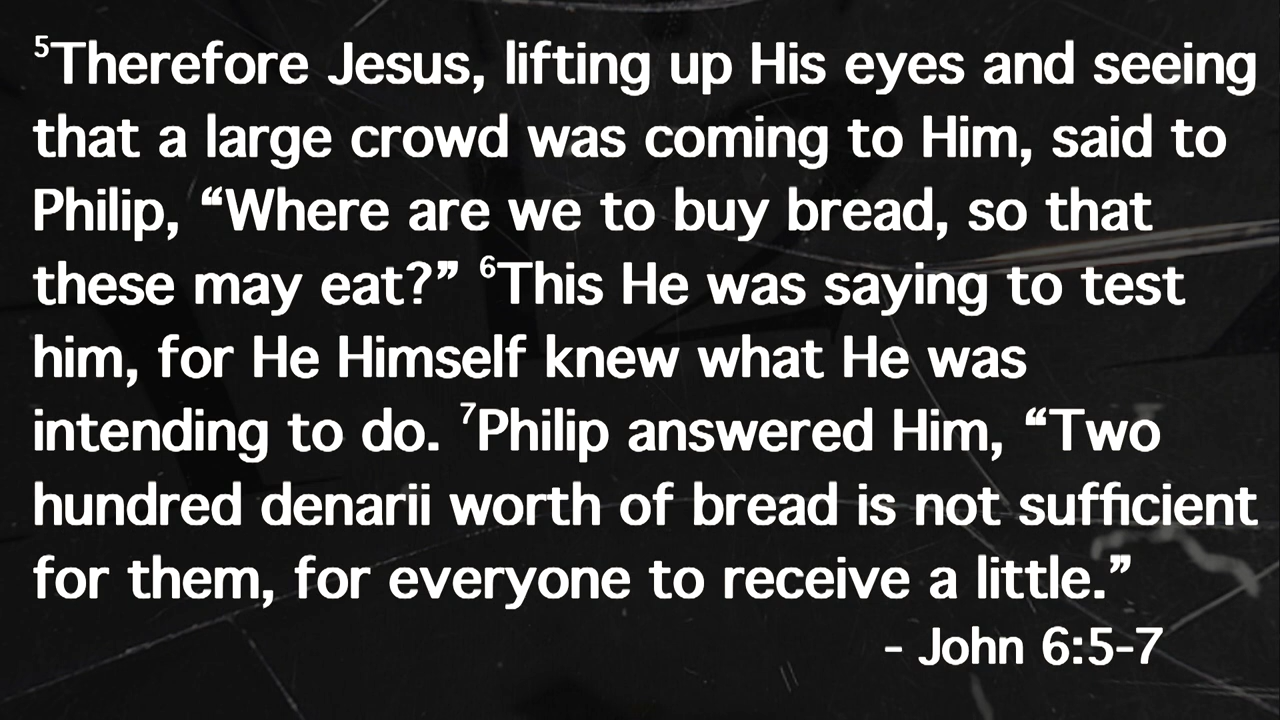 ⁵Therefore Jesus, lifting up His eyes and seeing
that a large crowd was coming to Him, said to
Philip, “Where are we to buy bread, so that
these may eat?” ⁶This He was saying to test
him, for He Himself knew what He was
intending to do. ⁷Philip answered Him, “Two
hundred denarii worth of bread is not sufficient
for them, for everyone to receive a little.”
- John 6:5-7